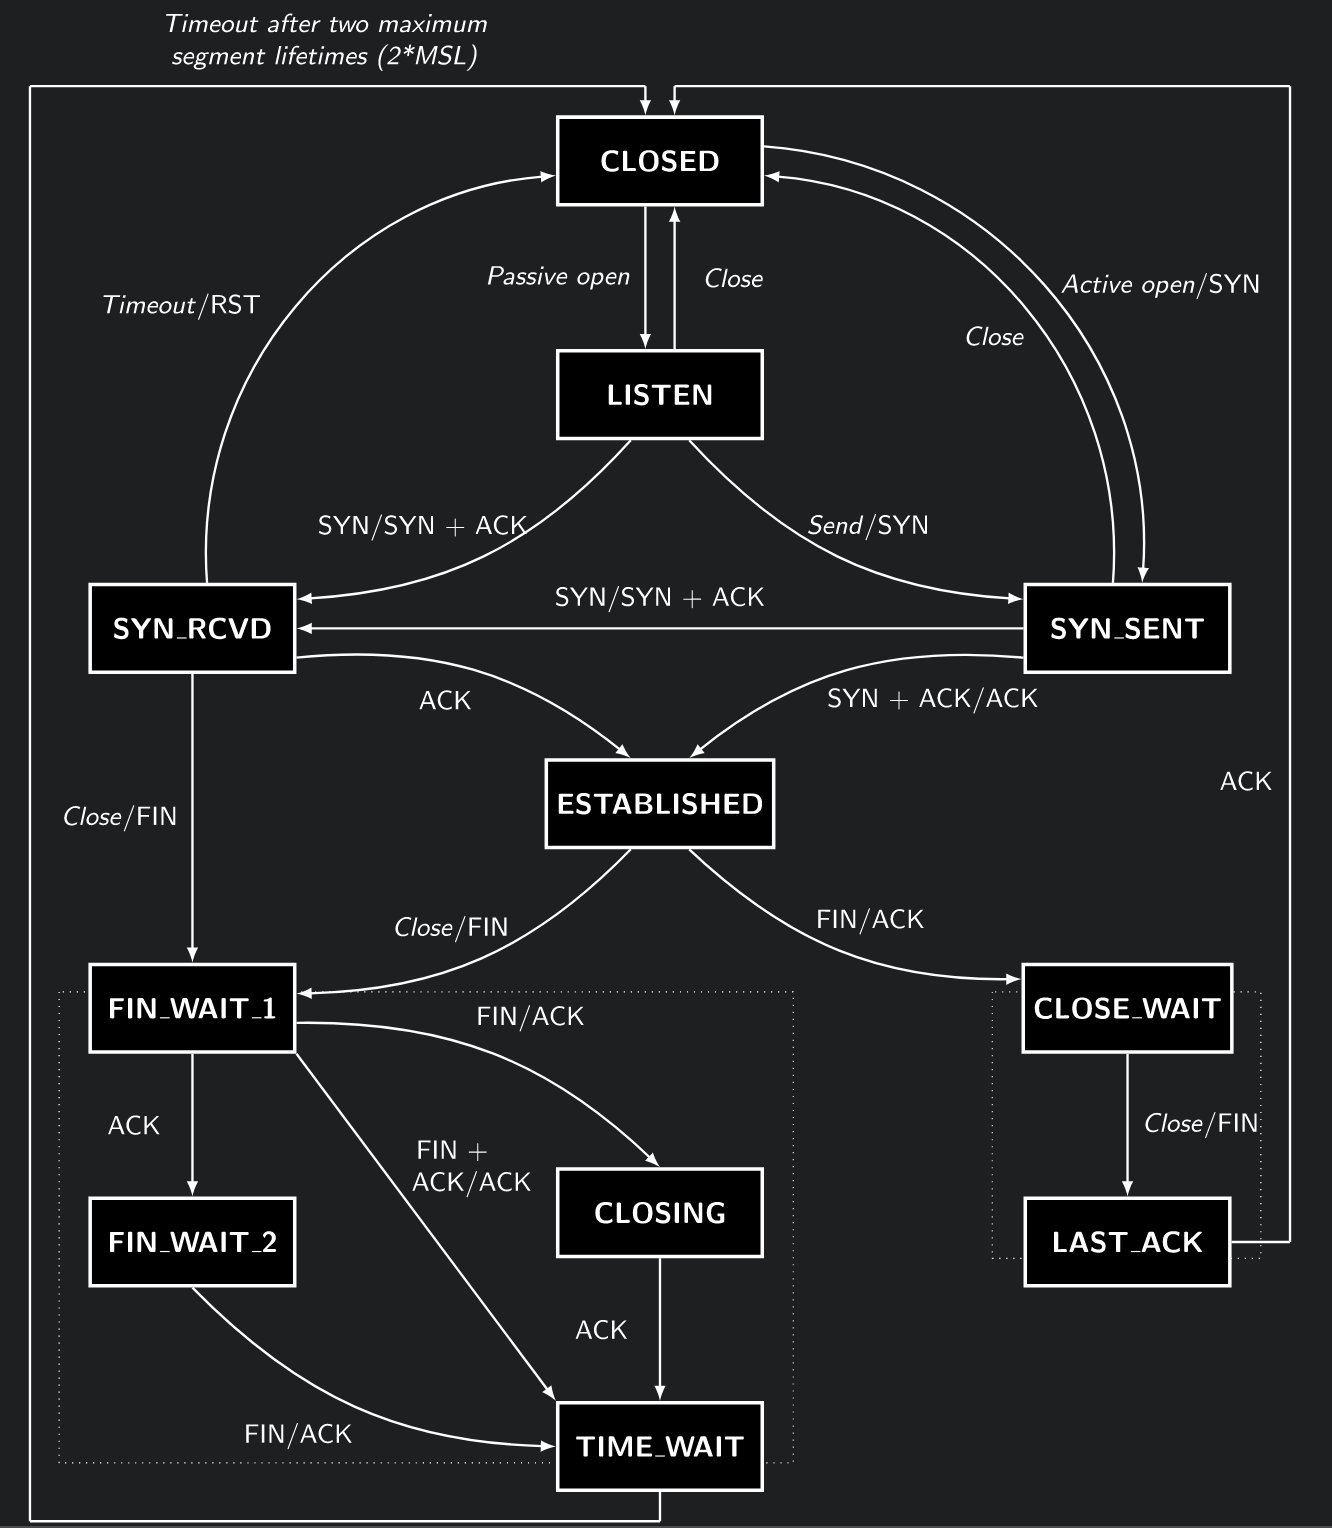 Timeout after two maximum
segment lifetimes (2*MSL)
CLOSED
Passive open
Close
Active open/SYN
Timeout/RST
Close
LISTEN
SYN/SYN + ACK
Send/SYN
SYN/SYN + ACK
SYN_RCVD
SYN_SENT
ACK
SYN + ACK/ACK
ACK
ESTABLISHED
Close/FIN
Close/FIN
FIN/ACK
FIN_WAIT_1
FIN/ACK
CLOSE_WAIT
ACK
FIN +
ACK/ACK
Close/FIN
CLOSING
FIN_WAIT_2
LAST_ACK
ACK
FIN/ACK
TIME_WAIT